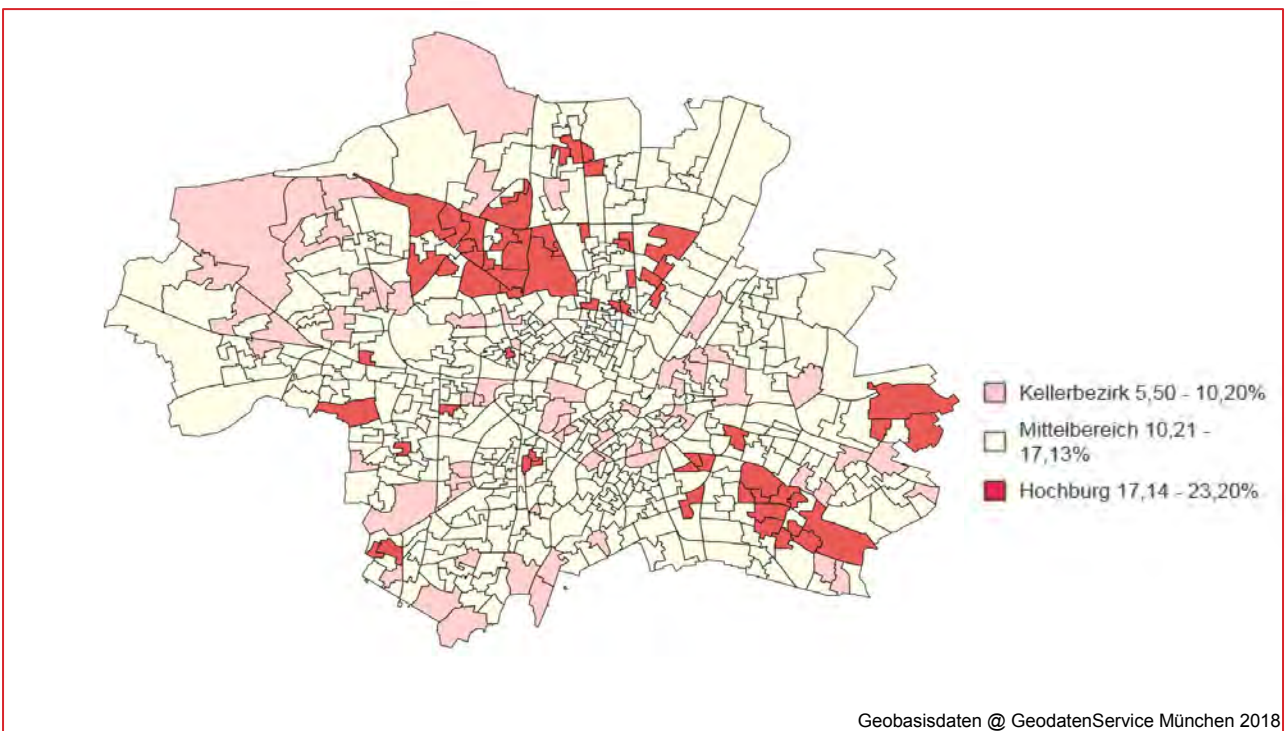 Kellerbezirk 5,50 - 10,20%
Mittelbereich 10,21 -
17,13%
Hochburg 17,14 - 23,20%
Geobasisdaten @ GeodatenService München 2018